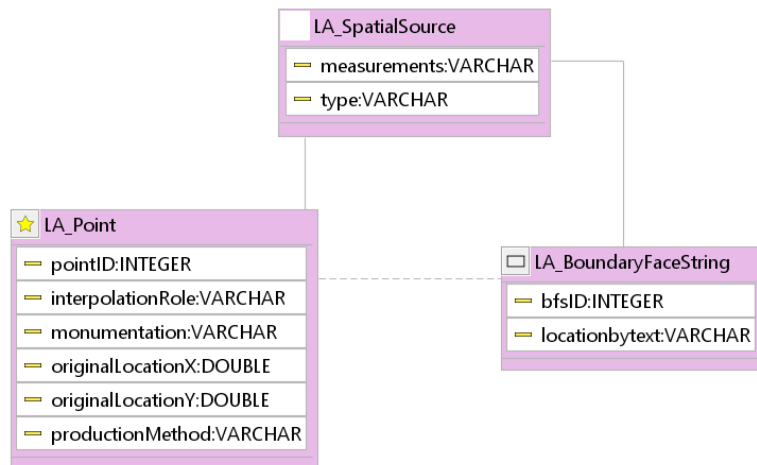 LA_SpatialSource
measurements:VARCHAR
type:VARCHAR
LA_Point
pointID:INTEGER
interpolationRole:VARCHAR
monumentation:VARCHAR
originalLocationX:DOUBLE
originalLocationY:DOUBLE
productionMethod:VARCHAR
LA_BoundaryFaceString
bfsID:INTEGER
locationbytext:VARCHAR